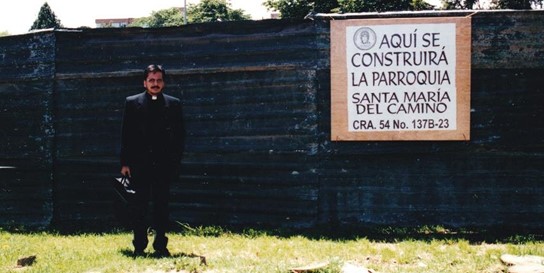 AQUÍ SE
CONSTRUIRÁ
LA PARROQUIA
SANTA MARÍA
DEL CAMINO
CRA. 54 No. 137B-23